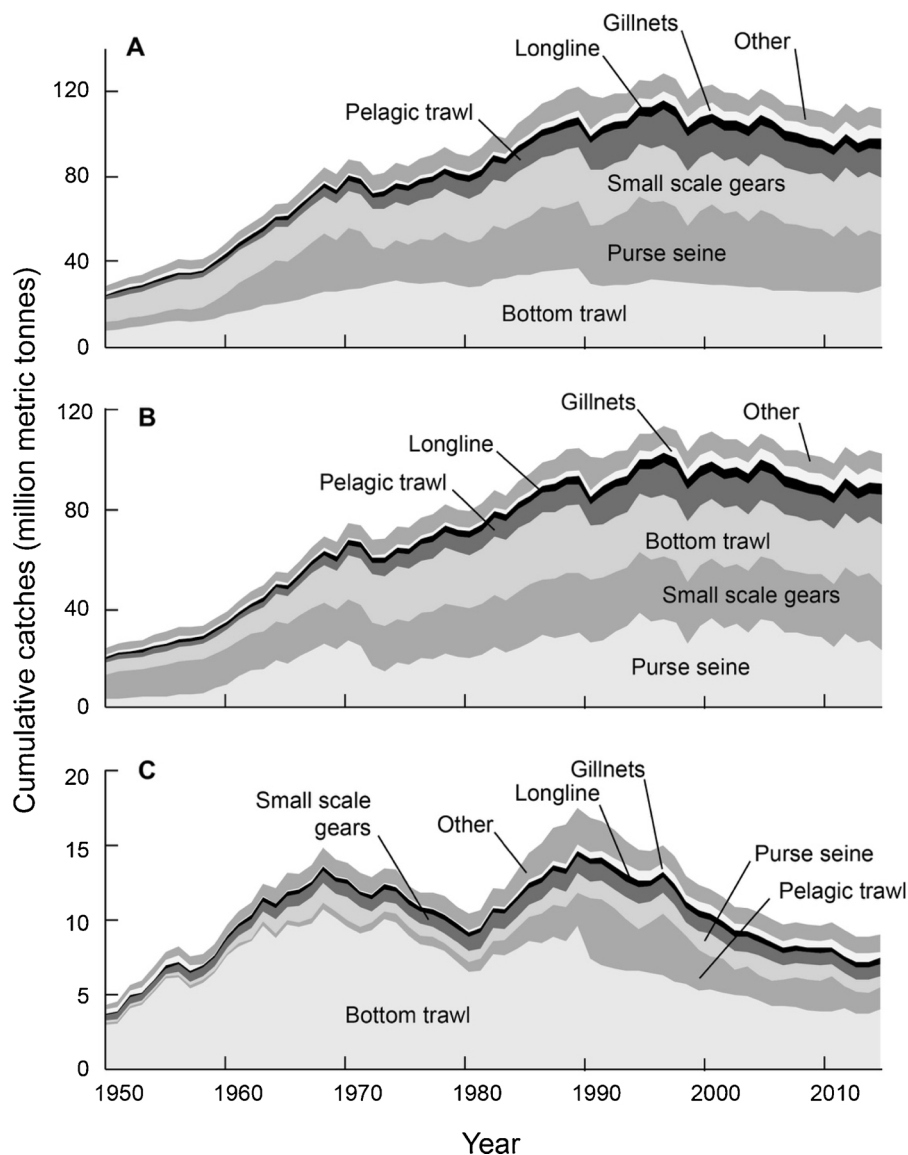 A
Gillnets
Longline
Other
Pelagic trawl
120
80
40
0
Small scale gears
Purse seine
Bottom trawl
Cumulative catches (million metric tonnes)
B
Gillnets
Other
Longline
Pelagic trawl
120
80
40
0
Bottom trawl
Small scale gears
Purse seine
C
Gillnets
Longline
Small scale
gears
Other
Purse seine
Pelagic trawl
20
15
10
5
0
Bottom trawl
1950 1960 1970 1980 1990 2000 2010
Year